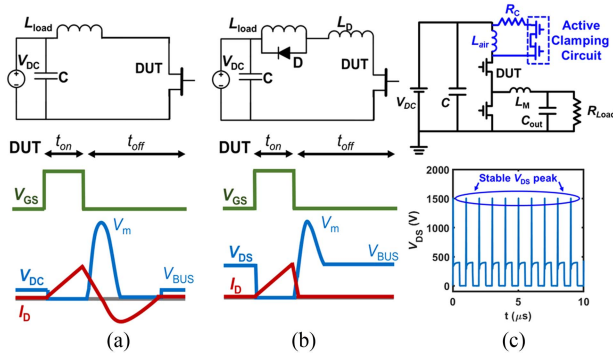 L_load
V_DC
C
DUT
DUT
t_on
t_off
V_GS
V_m
V_DC
V_BUS
I_D
(a)
L_load
L_D
V_DC
D
C
DUT
DUT
t_on
t_off
V_GS
V_m
V_DS
V_BUS
I_D
(b)
R_C
L_air
Active
Clamping
Circuit
DUT
V_DC
C
L_M
C_out
R_Load
Stable V_DS peak
2000
1500
1000
500
0
V_DS (V)
0
5
10
t (μs)
(c)